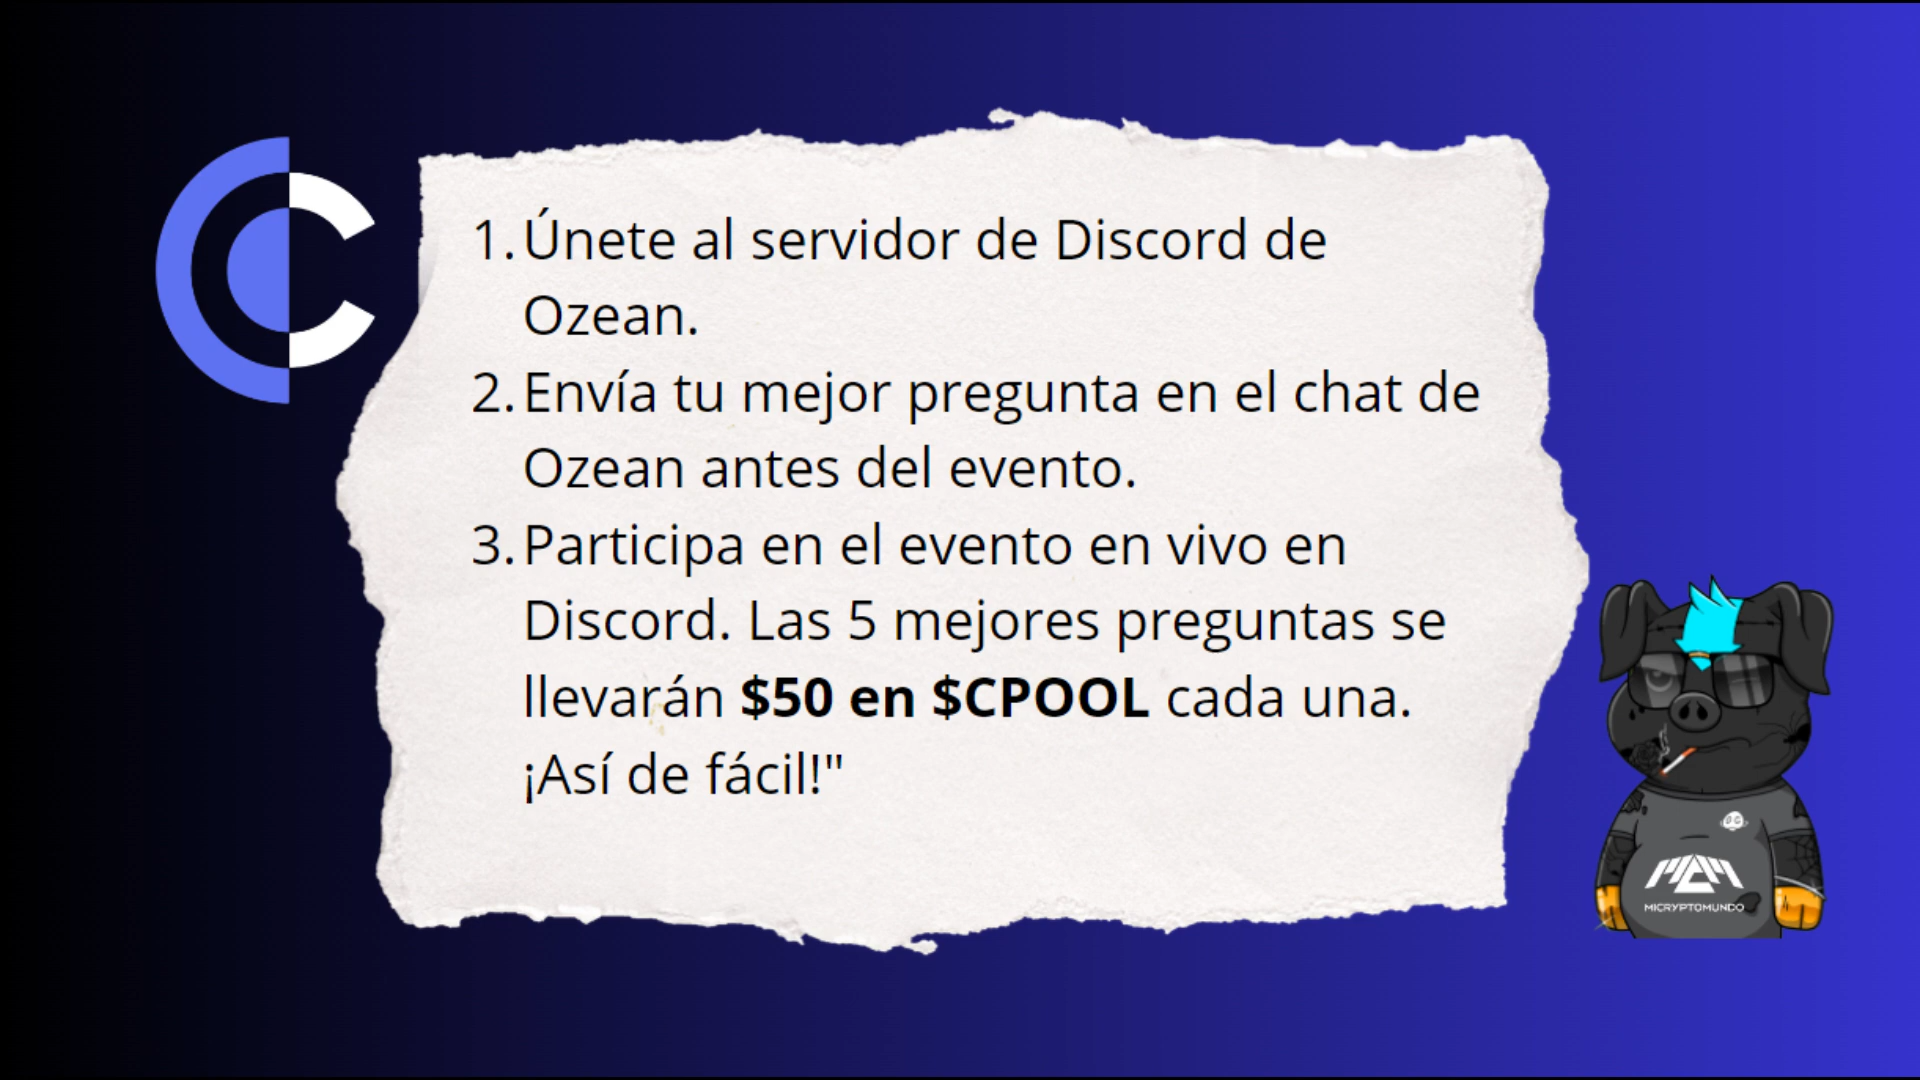 1. Únete al servidor de Discord de
Ozean.
2. Envía tu mejor pregunta en el chat de
Ozean antes del evento.
3. Participa en el evento en vivo en
Discord. Las 5 mejores preguntas se
llevarán $50 en $CPOOL cada una.
¡Así de fácil!"
MCM
MICRYPTOMUNDO